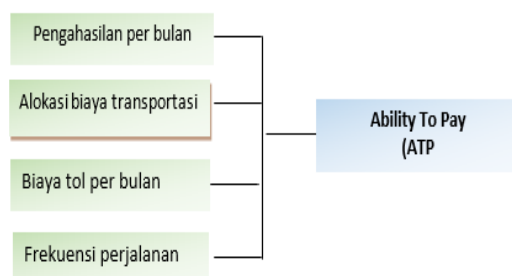 Pengahasilan per bulan
Alokasi biaya transportasi
Biaya tol per bulan
Frekuensi perjalanan
Ability To Pay
(ATP